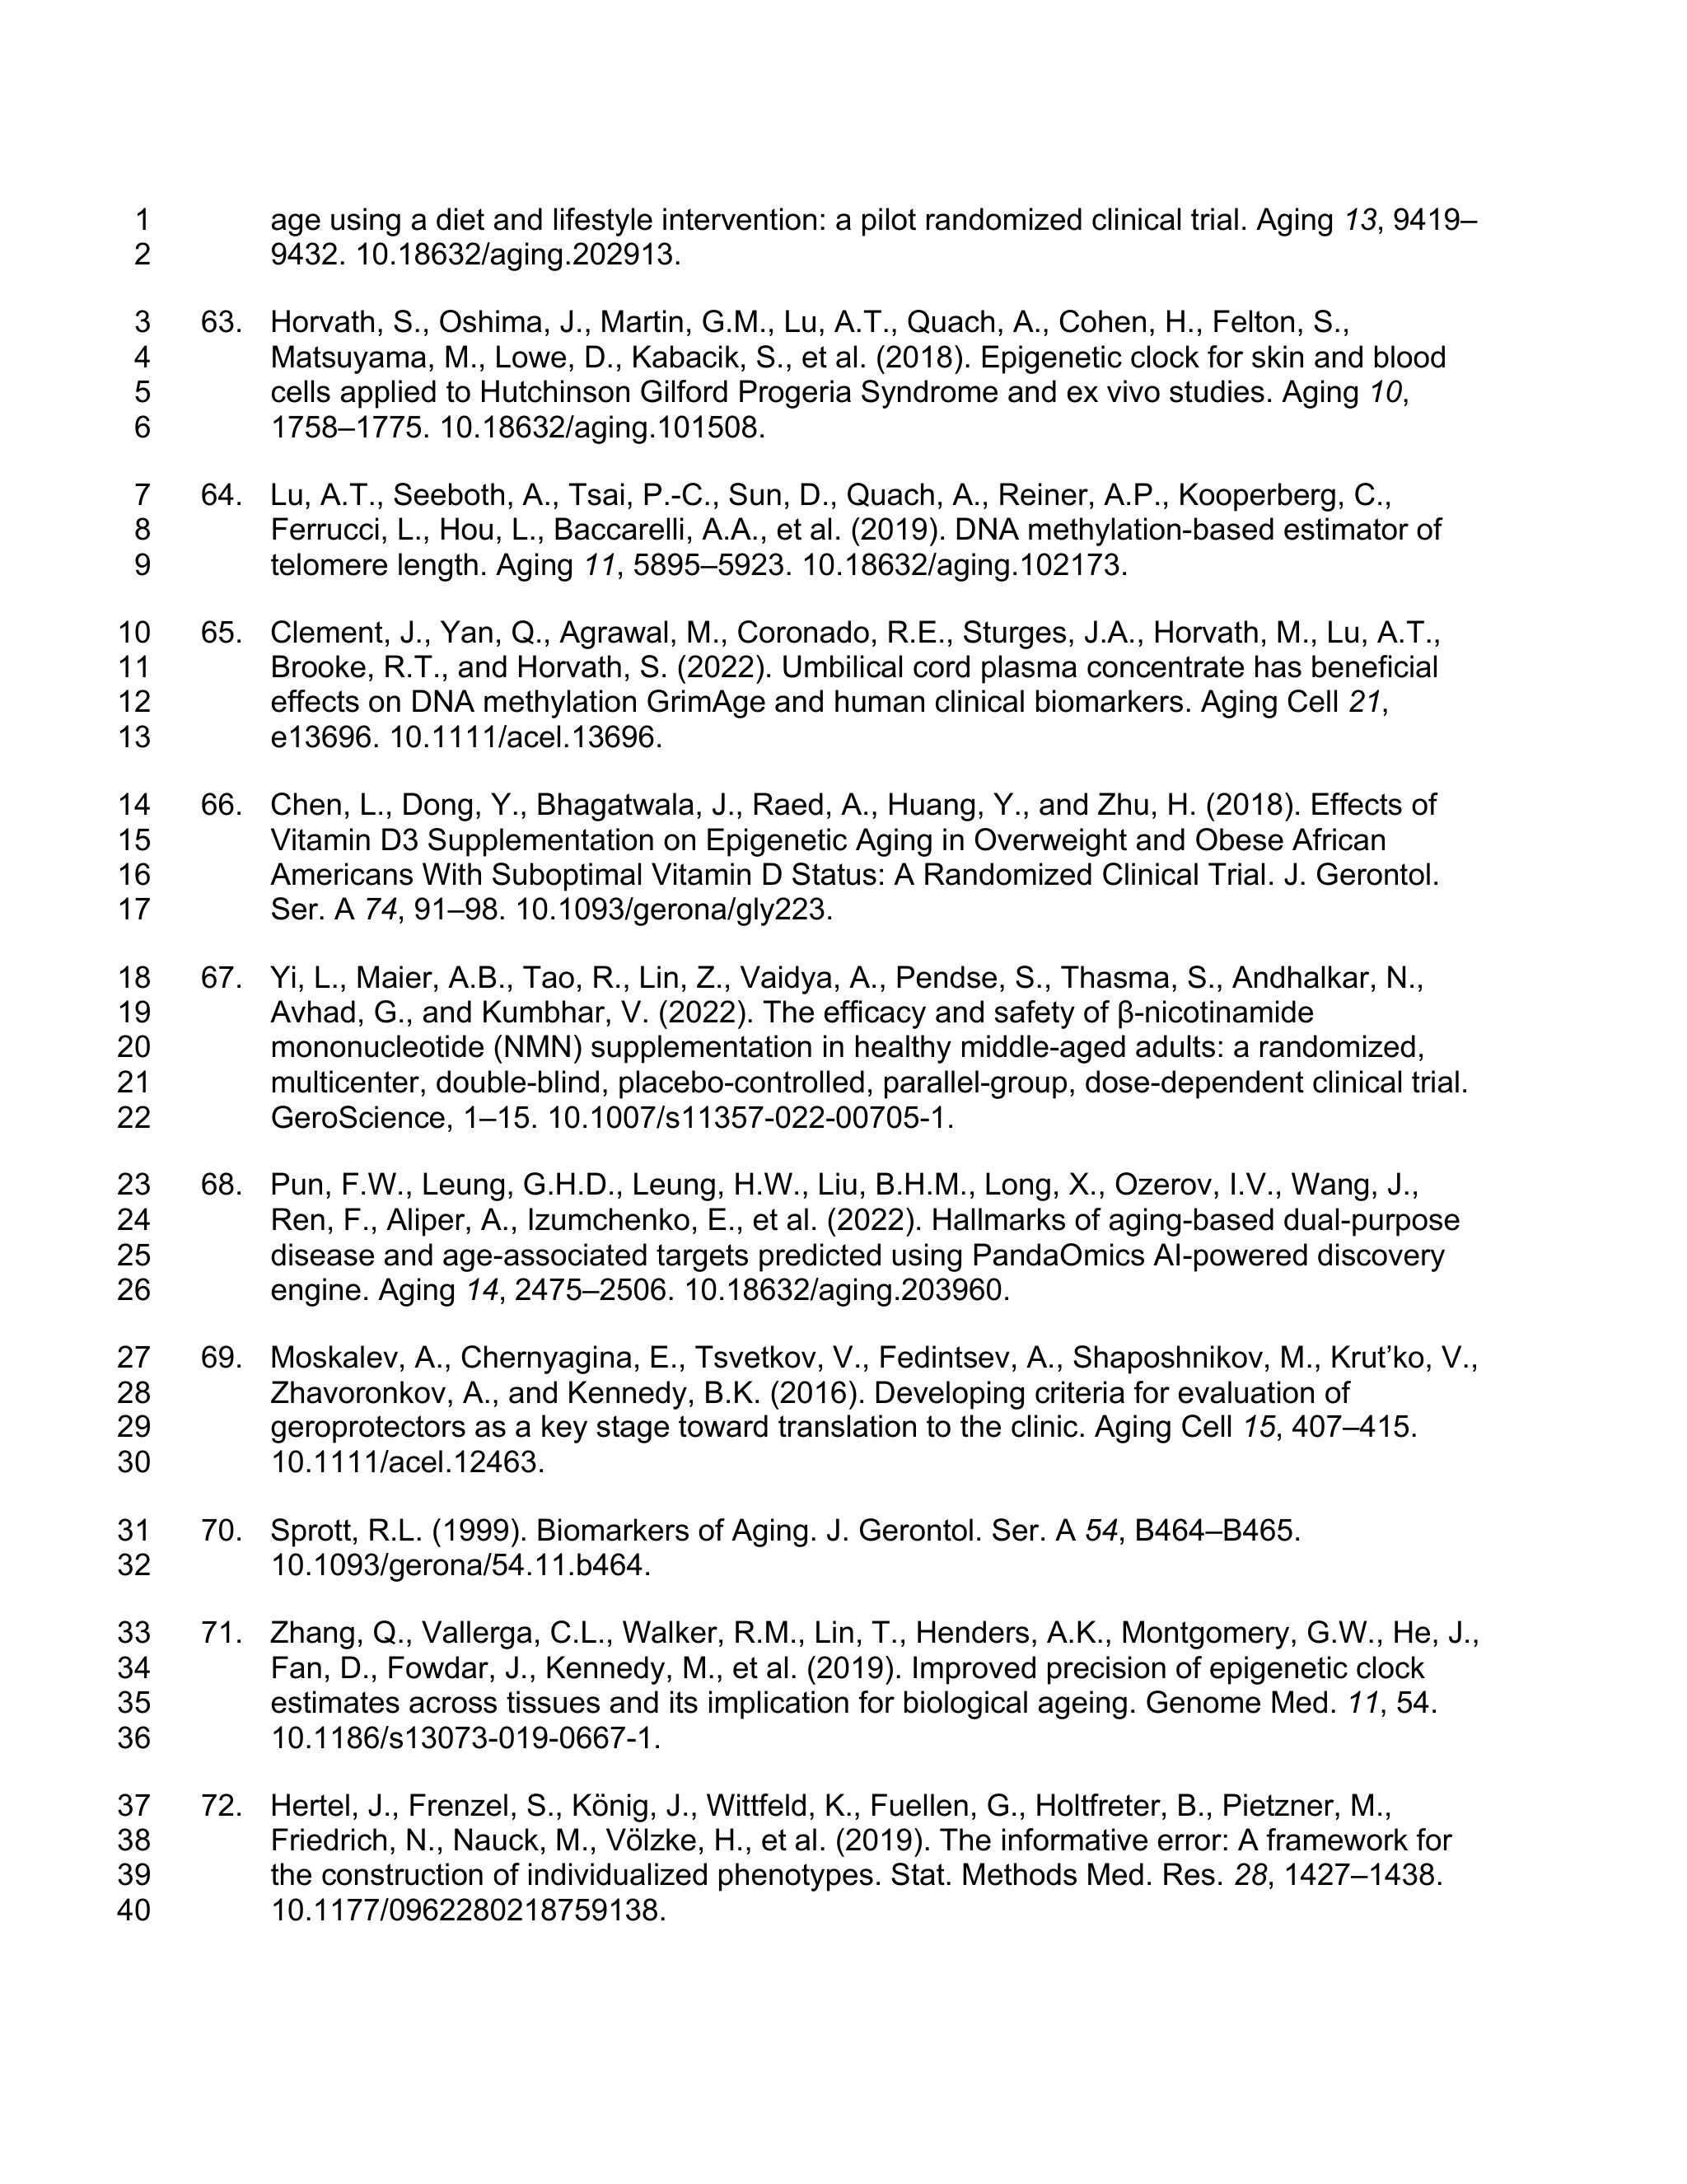 1 age using a diet and lifestyle intervention: a pilot randomized clinical trial. Aging 13, 9419–
2 9432. 10.18632/aging.202913.
3 63. Horvath, S., Oshima, J., Martin, G.M., Lu, A.T., Quach, A., Cohen, H., Felton, S.,
4 Matsuyama, M., Lowe, D., Kabacik, S., et al. (2018). Epigenetic clock for skin and blood
5 cells applied to Hutchinson Gilford Progeria Syndrome and ex vivo studies. Aging 10,
6 1758–1775. 10.18632/aging.101508.
7 64. Lu, A.T., Seeboth, A., Tsai, P.-C., Sun, D., Quach, A., Reiner, A.P., Kooperberg, C.,
8 Ferrucci, L., Hou, L., Baccarelli, A.A., et al. (2019). DNA methylation-based estimator of
9 telomere length. Aging 11, 5895–5923. 10.18632/aging.102173.
10 65. Clement, J., Yan, Q., Agrawal, M., Coronado, R.E., Sturges, J.A., Horvath, M., Lu, A.T.,
11 Brooke, R.T., and Horvath, S. (2022). Umbilical cord plasma concentrate has beneficial
12 effects on DNA methylation GrimAge and human clinical biomarkers. Aging Cell 21,
13 e13696. 10.1111/acel.13696.
14 66. Chen, L., Dong, Y., Bhagatwala, J., Raed, A., Huang, Y., and Zhu, H. (2018). Effects of
15 Vitamin D3 Supplementation on Epigenetic Aging in Overweight and Obese African
16 Americans With Suboptimal Vitamin D Status: A Randomized Clinical Trial. J. Gerontol.
17 Ser. A 74, 91–98. 10.1093/gerona/gly223.
18 67. Yi, L., Maier, A.B., Tao, R., Lin, Z., Vaidya, A., Pendse, S., Thasma, S., Andhalkar, N.,
19 Avhad, G., and Kumbhar, V. (2022). The efficacy and safety of β-nicotinamide
20 mononucleotide (NMN) supplementation in healthy middle-aged adults: a randomized,
21 multicenter, double-blind, placebo-controlled, parallel-group, dose-dependent clinical trial.
22 GeroScience, 1–15. 10.1007/s11357-022-00705-1.
23 68. Pun, F.W., Leung, G.H.D., Leung, H.W., Liu, B.H.M., Long, X., Ozerov, I.V., Wang, J.,
24 Ren, F., Aliper, A., Izumchenko, E., et al. (2022). Hallmarks of aging-based dual-purpose
25 disease and age-associated targets predicted using PandaOmics AI-powered discovery
26 engine. Aging 14, 2475–2506. 10.18632/aging.203960.
27 69. Moskalev, A., Chernyagina, E., Tsvetkov, V., Fedintsev, A., Shaposhnikov, M., Krut’ko, V.,
28 Zhavoronkov, A., and Kennedy, B.K. (2016). Developing criteria for evaluation of
29 geroprotectors as a key stage toward translation to the clinic. Aging Cell 15, 407–415.
30 10.1111/acel.12463.
31 70. Sprott, R.L. (1999). Biomarkers of Aging. J. Gerontol. Ser. A 54, B464–B465.
32 10.1093/gerona/54.11.b464.
33 71. Zhang, Q., Vallerga, C.L., Walker, R.M., Lin, T., Henders, A.K., Montgomery, G.W., He, J.,
34 Fan, D., Fowdar, J., Kennedy, M., et al. (2019). Improved precision of epigenetic clock
35 estimates across tissues and its implication for biological ageing. Genome Med. 11, 54.
36 10.1186/s13073-019-0667-1.
37 72. Hertel, J., Frenzel, S., König, J., Wittfeld, K., Fuellen, G., Holtfreter, B., Pietzner, M.,
38 Friedrich, N., Nauck, M., Völzke, H., et al. (2019). The informative error: A framework for
39 the construction of individualized phenotypes. Stat. Methods Med. Res. 28, 1427–1438.
40 10.1177/0962280218759138.